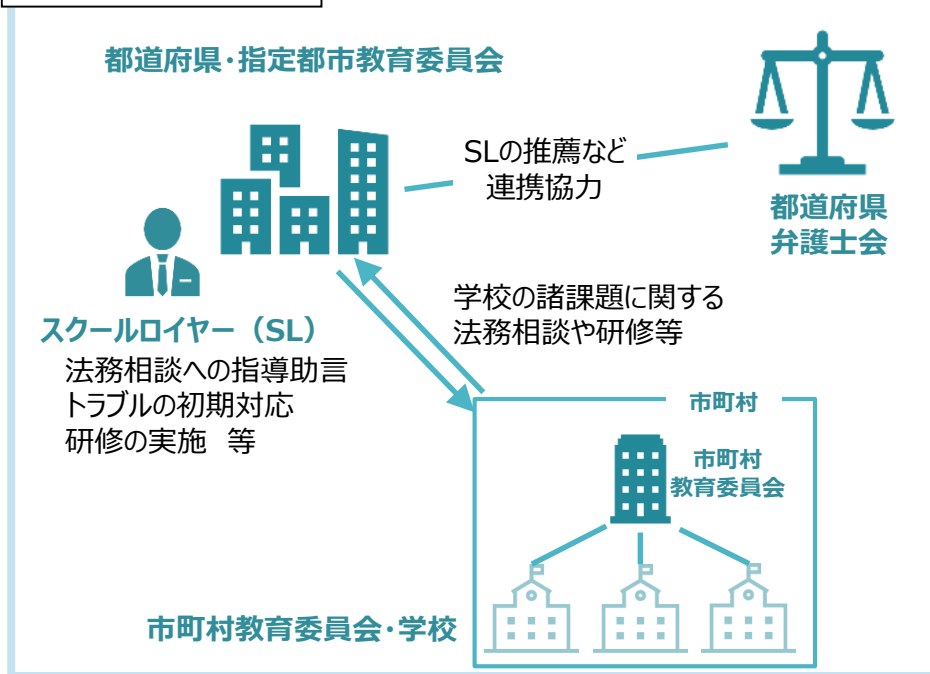 都道府県・指定都市教育委員会
SLの推薦など
連携協力
都道府県
弁護士会
スクールロイヤー（SL）
法務相談への指導助言
トラブルの初期対応
研修の実施　等
学校の諸課題に関する
法務相談や研修等
市町村
市町村
教育委員会
市町村教育委員会・学校